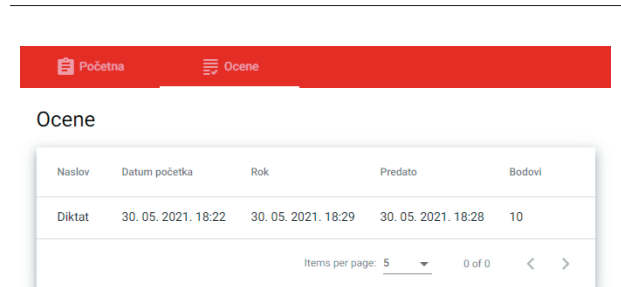 Početna Ocene
Ocene
Naslov Datum početka Rok Predato Bodovi
Diktat 30. 05. 2021. 18:22 30. 05. 2021. 18:29 30. 05. 2021. 18:28 10
Items per page: 5 0 of 0